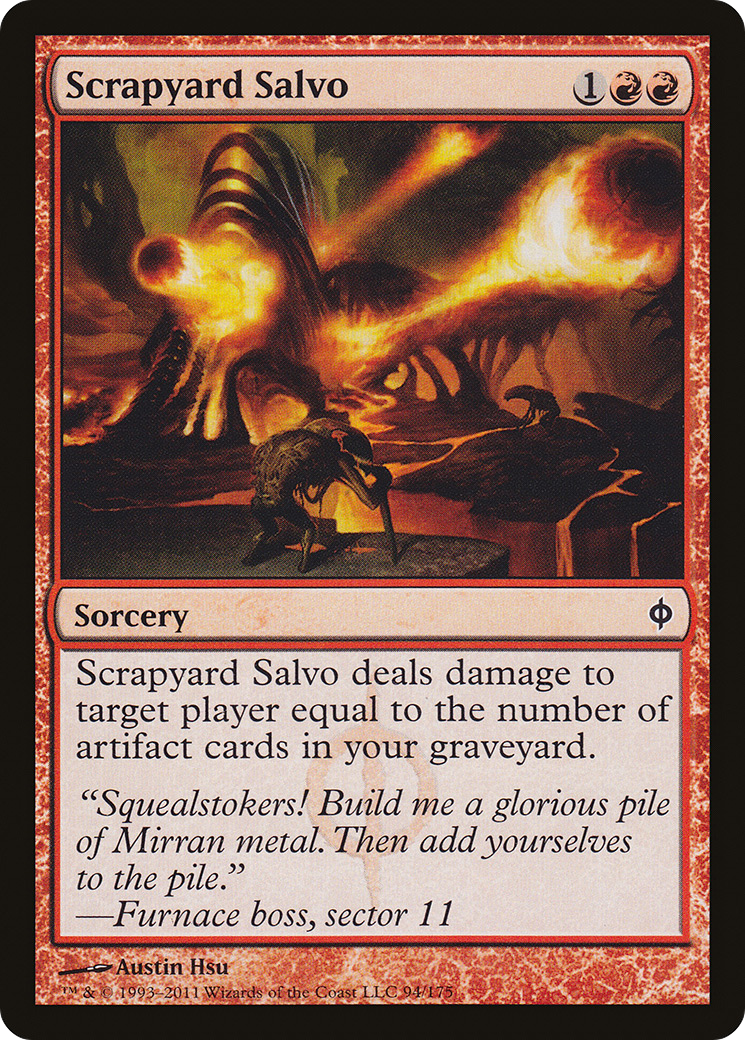 Scrapyard Salvo 1
Sorcery
Scrapyard Salvo deals damage to
target player equal to the number of
artifact cards in your graveyard.
“Squealstokers! Build me a glorious pile
of Mirran metal. Then add yourselves
to the pile.”
—Furnace boss, sector 11
Austin Hsu
™ & © 1993–2011 Wizards of the Coast LLC 94/175